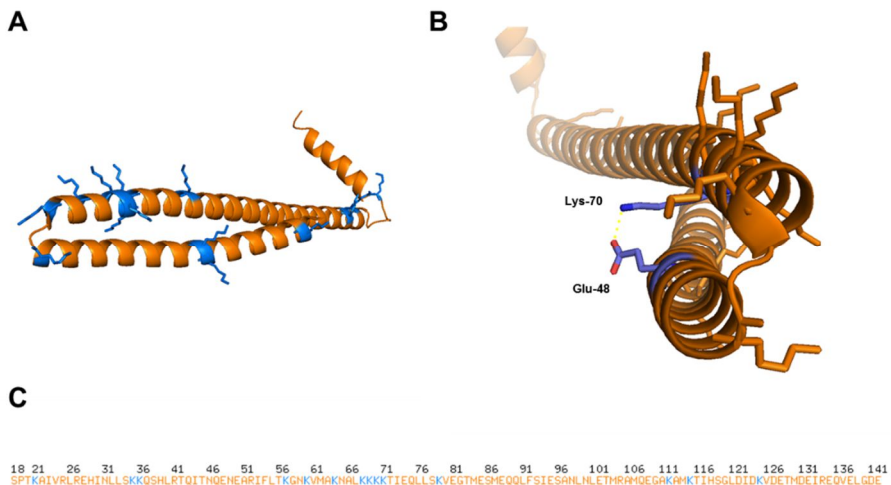 A
B
Lys-70
Glu-48
C
18 21 26 31 36 41 46 51 56 61 66 71 76 81 86 91 96 101 106 111 116 121 126 131 136 141
SPTKAIVRLREHINLLSKKQSHLRTQITNQENEARIFLTKGNKVMAKNALKKKKTIEQLLSKVEGTMESMEQQLFSIESANLNLETMRAMQEGAKAMKTIHSGLDIDKVDETMDEIREQVELGDE